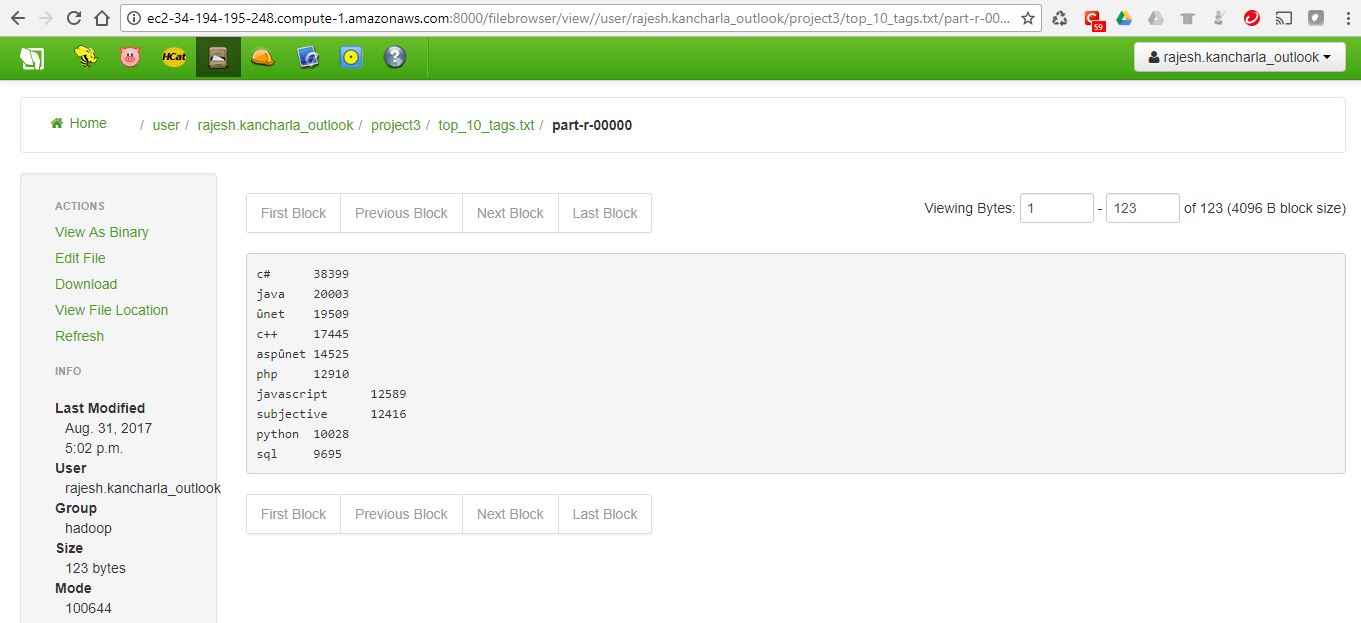 ec2-34-194-195-248.compute-1.amazonaws.com:8000/filebrowser/view//user/rajesh.kancharla_outlook/project3/top_10_tags.txt/part-r-00...
59
HCat
rajesh.kancharla_outlook
Home / user / rajesh.kancharla_outlook / project3 / top_10_tags.txt / part-r-00000
ACTIONS
View As Binary
Edit File
Download
View File Location
Refresh
INFO
Last Modified
Aug. 31, 2017
5:02 p.m.
User
rajesh.kancharla_outlook
Group
hadoop
Size
123 bytes
Mode
100644
First Block Previous Block Next Block Last Block
Viewing Bytes: 1 - 123 of 123 (4096 B block size)
c# 38399
java 20003
ûnet 19509
c++ 17445
aspûnet 14525
php 12910
javascript 12589
subjective 12416
python 10028
sql 9695
First Block Previous Block Next Block Last Block